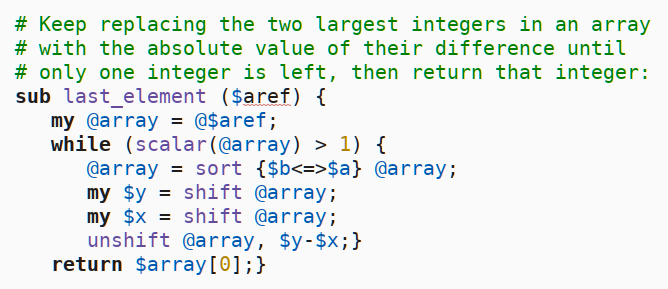 # Keep replacing the two largest integers in an array
# with the absolute value of their difference until
# only one integer is left, then return that integer:
sub last_element ($aref) {
   my @array = @$aref;
   while (scalar(@array) > 1) {
      @array = sort {$b<=>$a} @array;
      my $y = shift @array;
      my $x = shift @array;
      unshift @array, $y-$x;}
   return $array[0];}